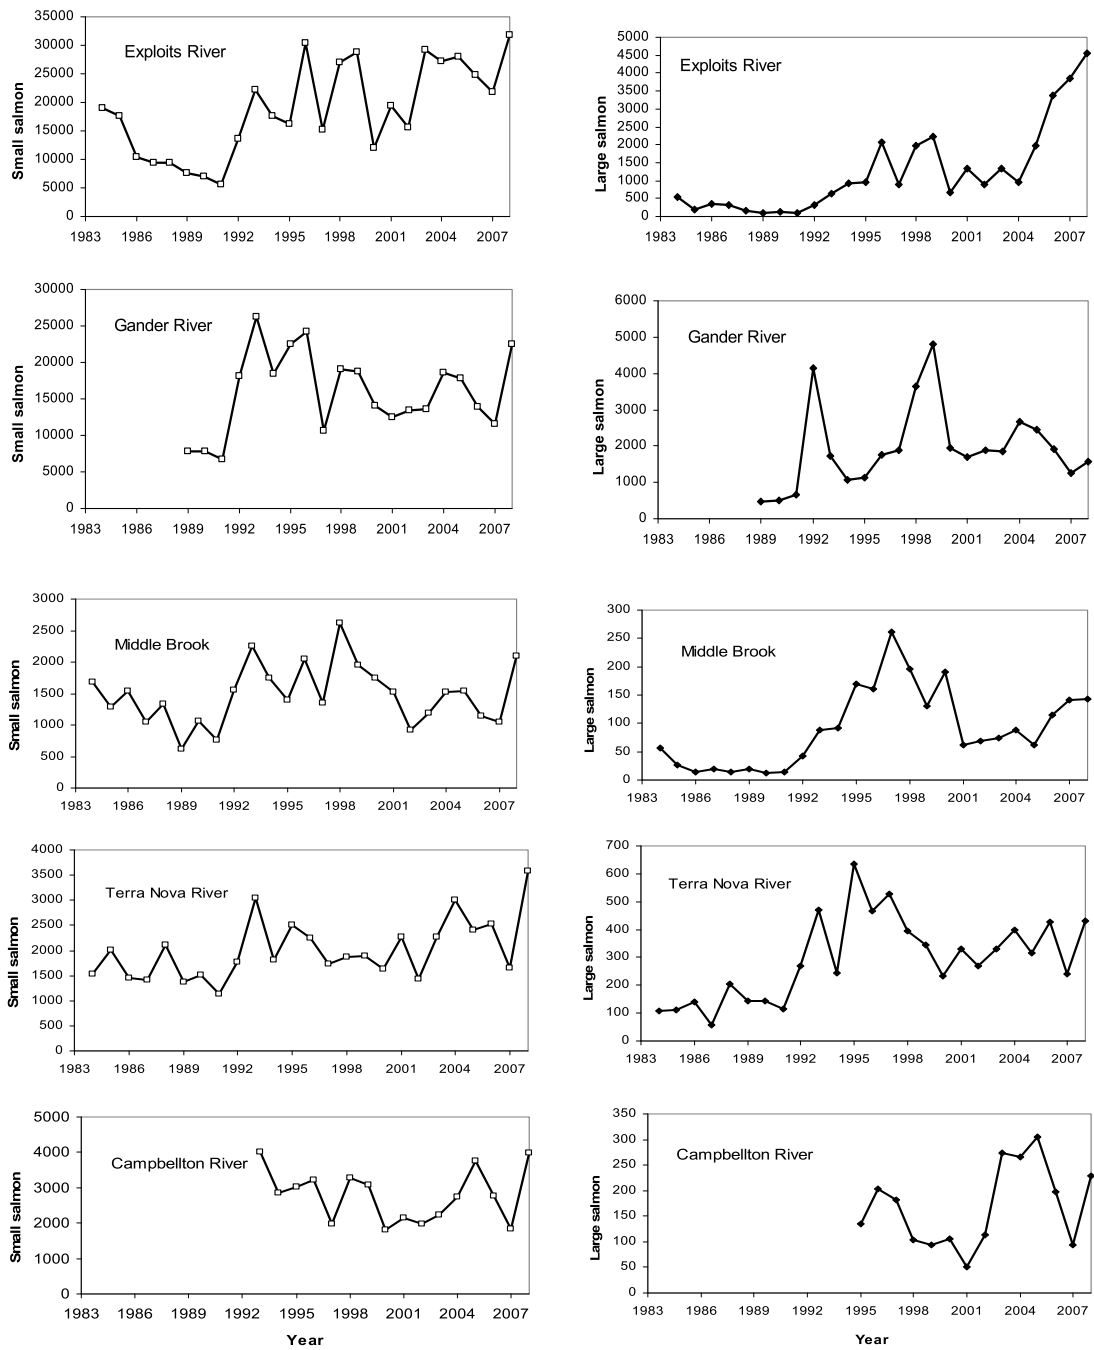 Exploits River
Small salmon
35000
30000
25000
20000
15000
10000
5000
0
1983 1986 1989 1992 1995 1998 2001 2004 2007
Exploits River
Large salmon
5000
4500
4000
3500
3000
2500
2000
1500
1000
500
0
1983 1986 1989 1992 1995 1998 2001 2004 2007
Gander River
Small salmon
30000
25000
20000
15000
10000
5000
0
1983 1986 1989 1992 1995 1998 2001 2004 2007
Gander River
Large salmon
6000
5000
4000
3000
2000
1000
0
1983 1986 1989 1992 1995 1998 2001 2004 2007
Middle Brook
Small salmon
3000
2500
2000
1500
1000
500
0
1983 1986 1989 1992 1995 1998 2001 2004 2007
Middle Brook
Large salmon
300
250
200
150
100
50
0
1983 1986 1989 1992 1995 1998 2001 2004 2007
Terra Nova River
Small salmon
4000
3500
3000
2500
2000
1500
1000
500
0
1983 1986 1989 1992 1995 1998 2001 2004 2007
Terra Nova River
Large salmon
700
600
500
400
300
200
100
0
1983 1986 1989 1992 1995 1998 2001 2004 2007
Campbellton River
Small salmon
5000
4000
3000
2000
1000
0
1983 1986 1989 1992 1995 1998 2001 2004 2007
Year
Campbellton River
Large salmon
350
300
250
200
150
100
50
0
1983 1986 1989 1992 1995 1998 2001 2004 2007
Year